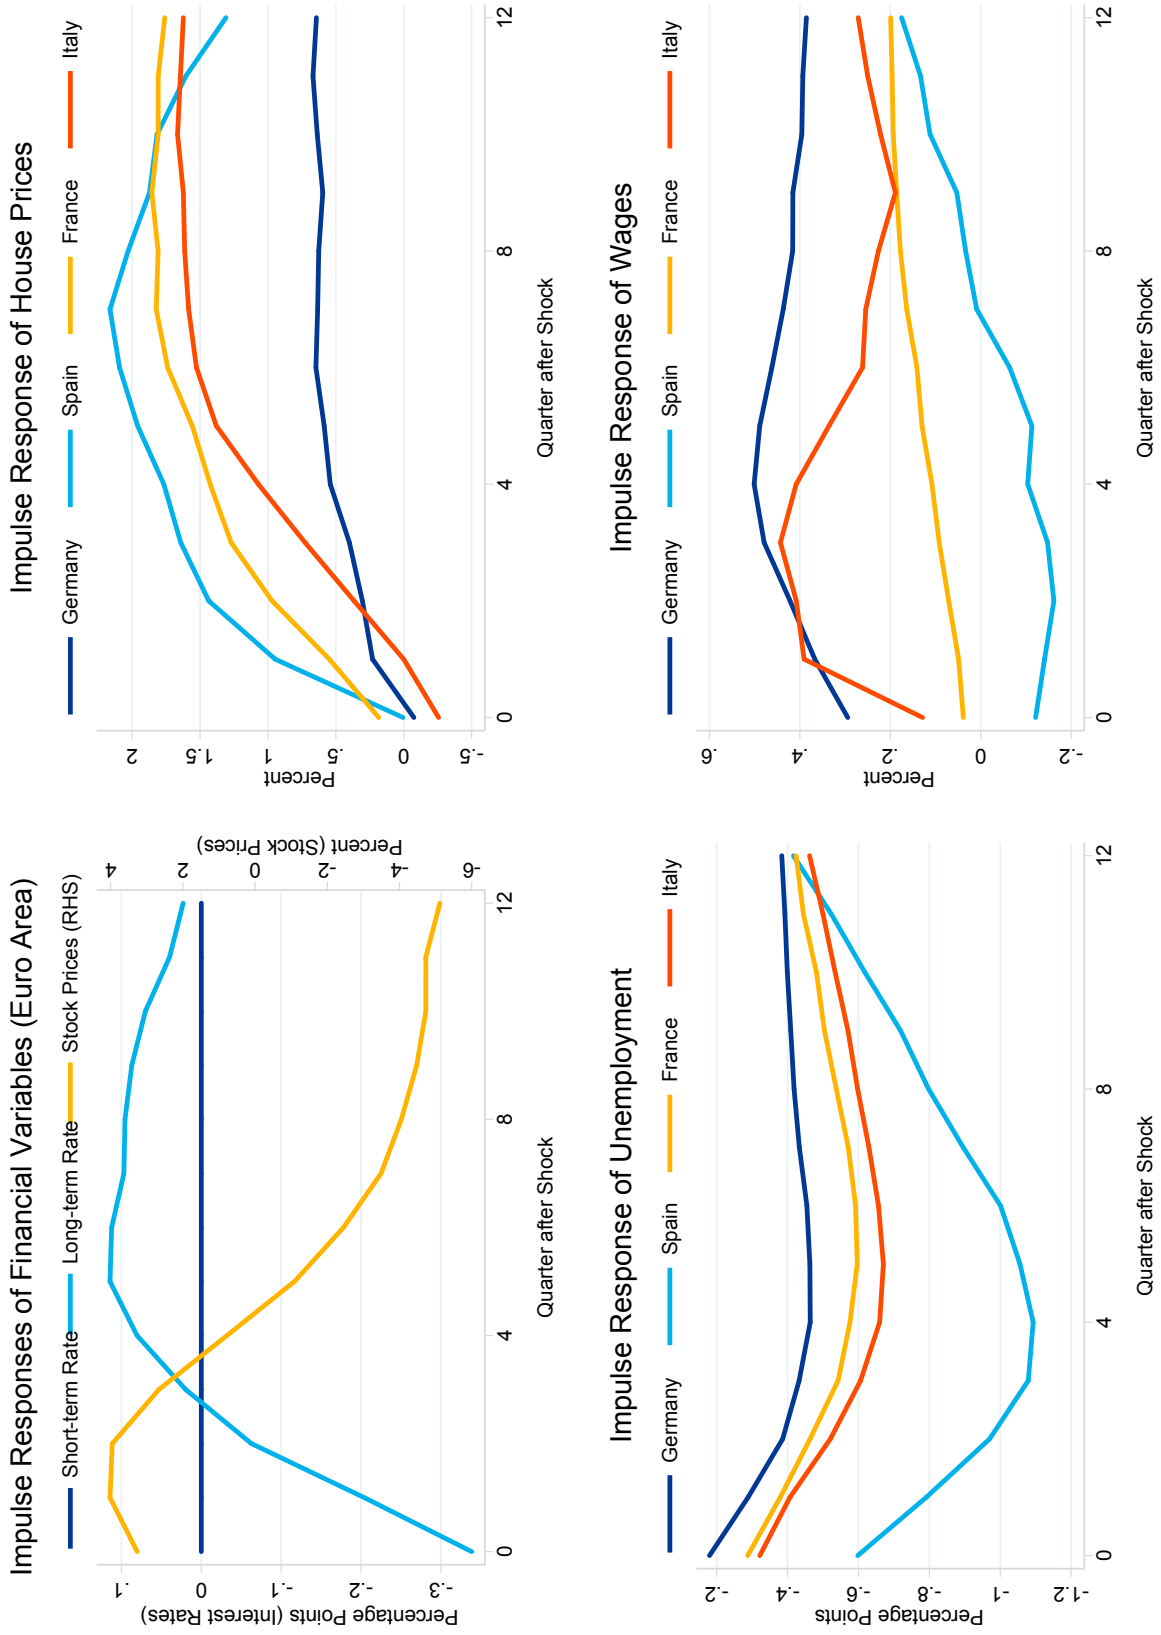 Impulse Responses of Financial Variables (Euro Area)
Short-term Rate
Long-term Rate
Stock Prices (RHS)
Percentage Points (Interest Rates)
.1
0
-.1
-.2
-.3
Percent (Stock Prices)
4
2
0
-2
-4
-6
0
4
8
12
Quarter after Shock
Impulse Response of House Prices
Germany
Spain
France
Italy
Percent
2
1.5
1
.5
0
-.5
0
4
8
12
Quarter after Shock
Impulse Response of Unemployment
Germany
Spain
France
Italy
Percentage Points
-.2
-.4
-.6
-.8
-1
-1.2
0
4
8
12
Quarter after Shock
Impulse Response of Wages
Germany
Spain
France
Italy
Percent
.6
.4
.2
0
-.2
0
4
8
12
Quarter after Shock